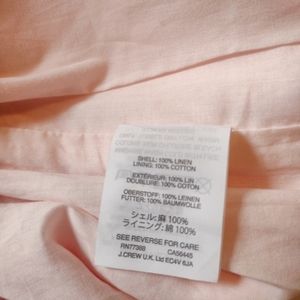 SHELL: 100% LINEN
LINING: 100% COTTON
EXTÉRIEUR: 100% LIN
DOUBLURE: 100% COTON
OBERSTOFF: 100% LEINEN
FUTTER: 100% BAUMWOLLE
シェル: 麻 100%
ライニング: 綿 100%
SEE REVERSE FOR CARE
RN77388 CA56445
J.CREW U.K. Ltd EC4V 6JA